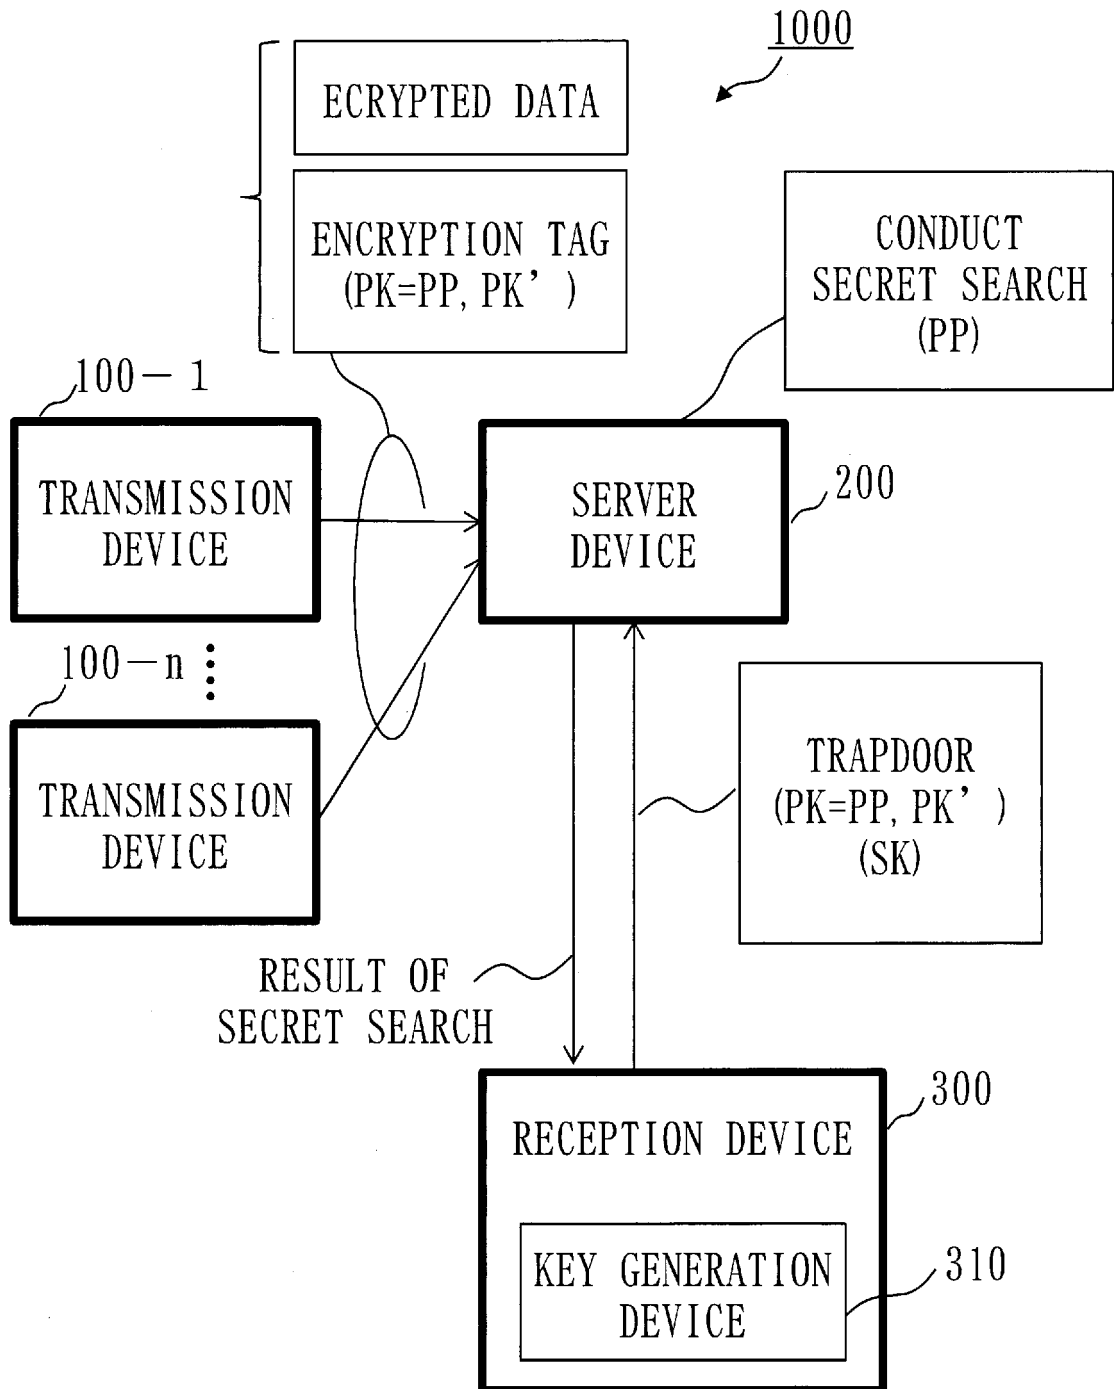 1000
ECRYPTED DATA
ENCRYPTION TAG
(PK=PP, PK’)
CONDUCT
SECRET SEARCH
(PP)
100-1
TRANSMISSION
DEVICE
SERVER
DEVICE
200
100-n
TRANSMISSION
DEVICE
TRAPDOOR
(PK=PP, PK’)
(SK)
RESULT OF
SECRET SEARCH
300
RECEPTION DEVICE
KEY GENERATION
DEVICE
310